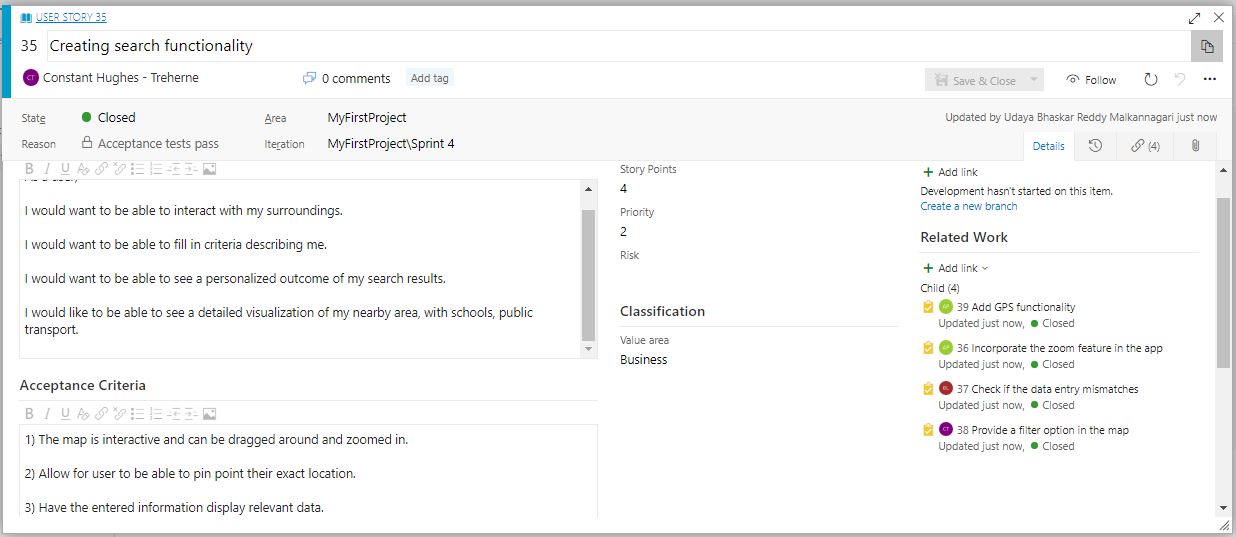 USER STORY 35
35 Creating search functionality
CT Constant Hughes - Treherne
0 comments
Add tag
Save & Close
Follow
State Closed
Area MyFirstProject
Updated by Udaya Bhaskar Reddy Malkannagari just now
Reason Acceptance tests pass
Iteration MyFirstProject\Sprint 4
Details
(4)
B I U
I would want to be able to interact with my surroundings.
I would want to be able to fill in criteria describing me.
I would want to be able to see a personalized outcome of my search results.
I would like to be able to see a detailed visualization of my nearby area, with schools, public
transport.
Acceptance Criteria
B I U
1) The map is interactive and can be dragged around and zoomed in.
2) Allow for user to be able to pin point their exact location.
3) Have the entered information display relevant data.
Story Points
4
Priority
2
Risk
Classification
Value area
Business
Add link
Development hasn't started on this item.
Create a new branch
Related Work
Add link
Child (4)
39 Add GPS functionality
Updated just now, Closed
36 Incorporate the zoom feature in the app
Updated just now, Closed
37 Check if the data entry mismatches
Updated just now, Closed
CT 38 Provide a filter option in the map
Updated just now, Closed